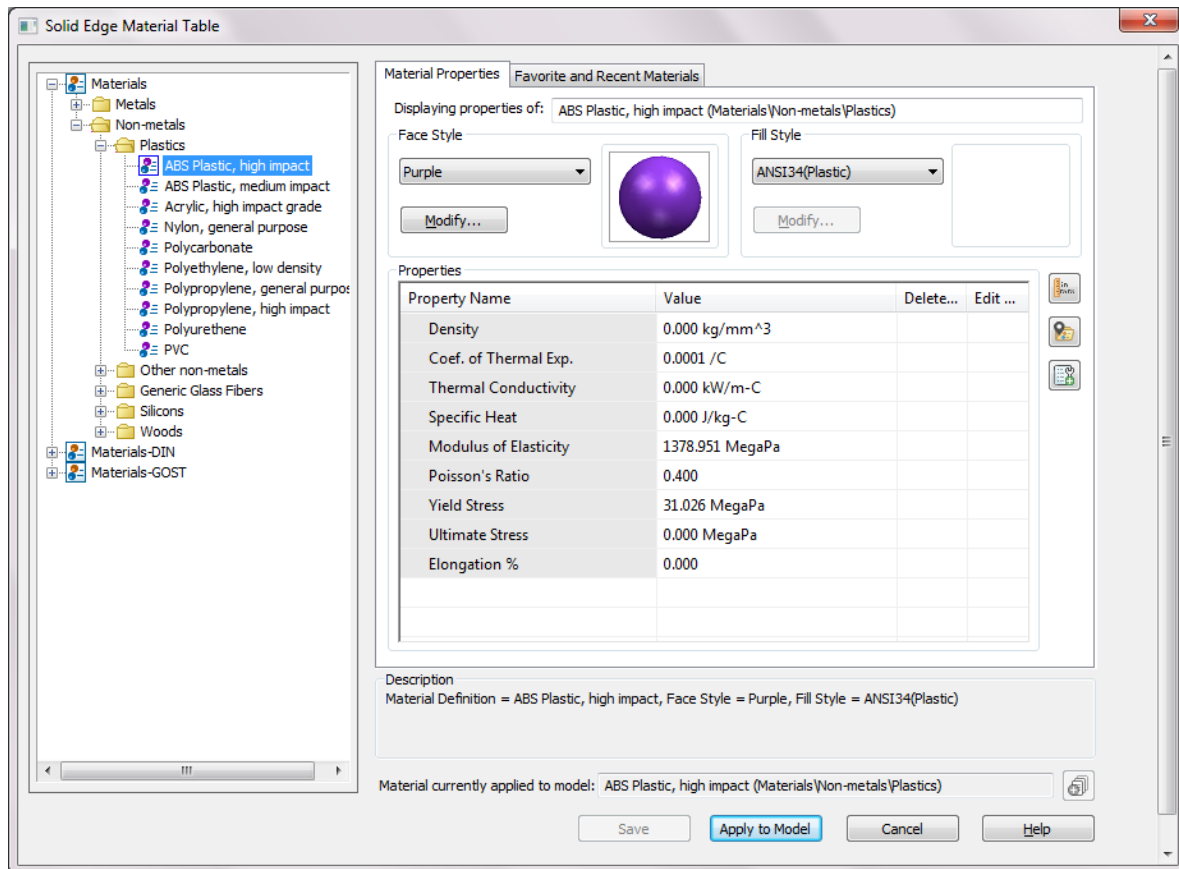 Solid Edge Material Table
Materials
Metals
Non-metals
Plastics
ABS Plastic, high impact
ABS Plastic, medium impact
Acrylic, high impact grade
Nylon, general purpose
Polycarbonate
Polyethylene, low density
Polypropylene, general purpos
Polypropylene, high impact
Polyurethene
PVC
Other non-metals
Generic Glass Fibers
Silicons
Woods
Materials-DIN
Materials-GOST
Material Properties Favorite and Recent Materials
Displaying properties of: ABS Plastic, high impact (Materials\Non-metals\Plastics)
Face Style
Purple
Modify...
Fill Style
ANSI34(Plastic)
Modify...
Properties
Property Name Value Delete... Edit ...
Density 0.000 kg/mm^3
Coef. of Thermal Exp. 0.0001 /C
Thermal Conductivity 0.000 kW/m-C
Specific Heat 0.000 J/kg-C
Modulus of Elasticity 1378.951 MegaPa
Poisson's Ratio 0.400
Yield Stress 31.026 MegaPa
Ultimate Stress 0.000 MegaPa
Elongation % 0.000
Description
Material Definition = ABS Plastic, high impact, Face Style = Purple, Fill Style = ANSI34(Plastic)
Material currently applied to model: ABS Plastic, high impact (Materials\Non-metals\Plastics)
Save Apply to Model Cancel Help